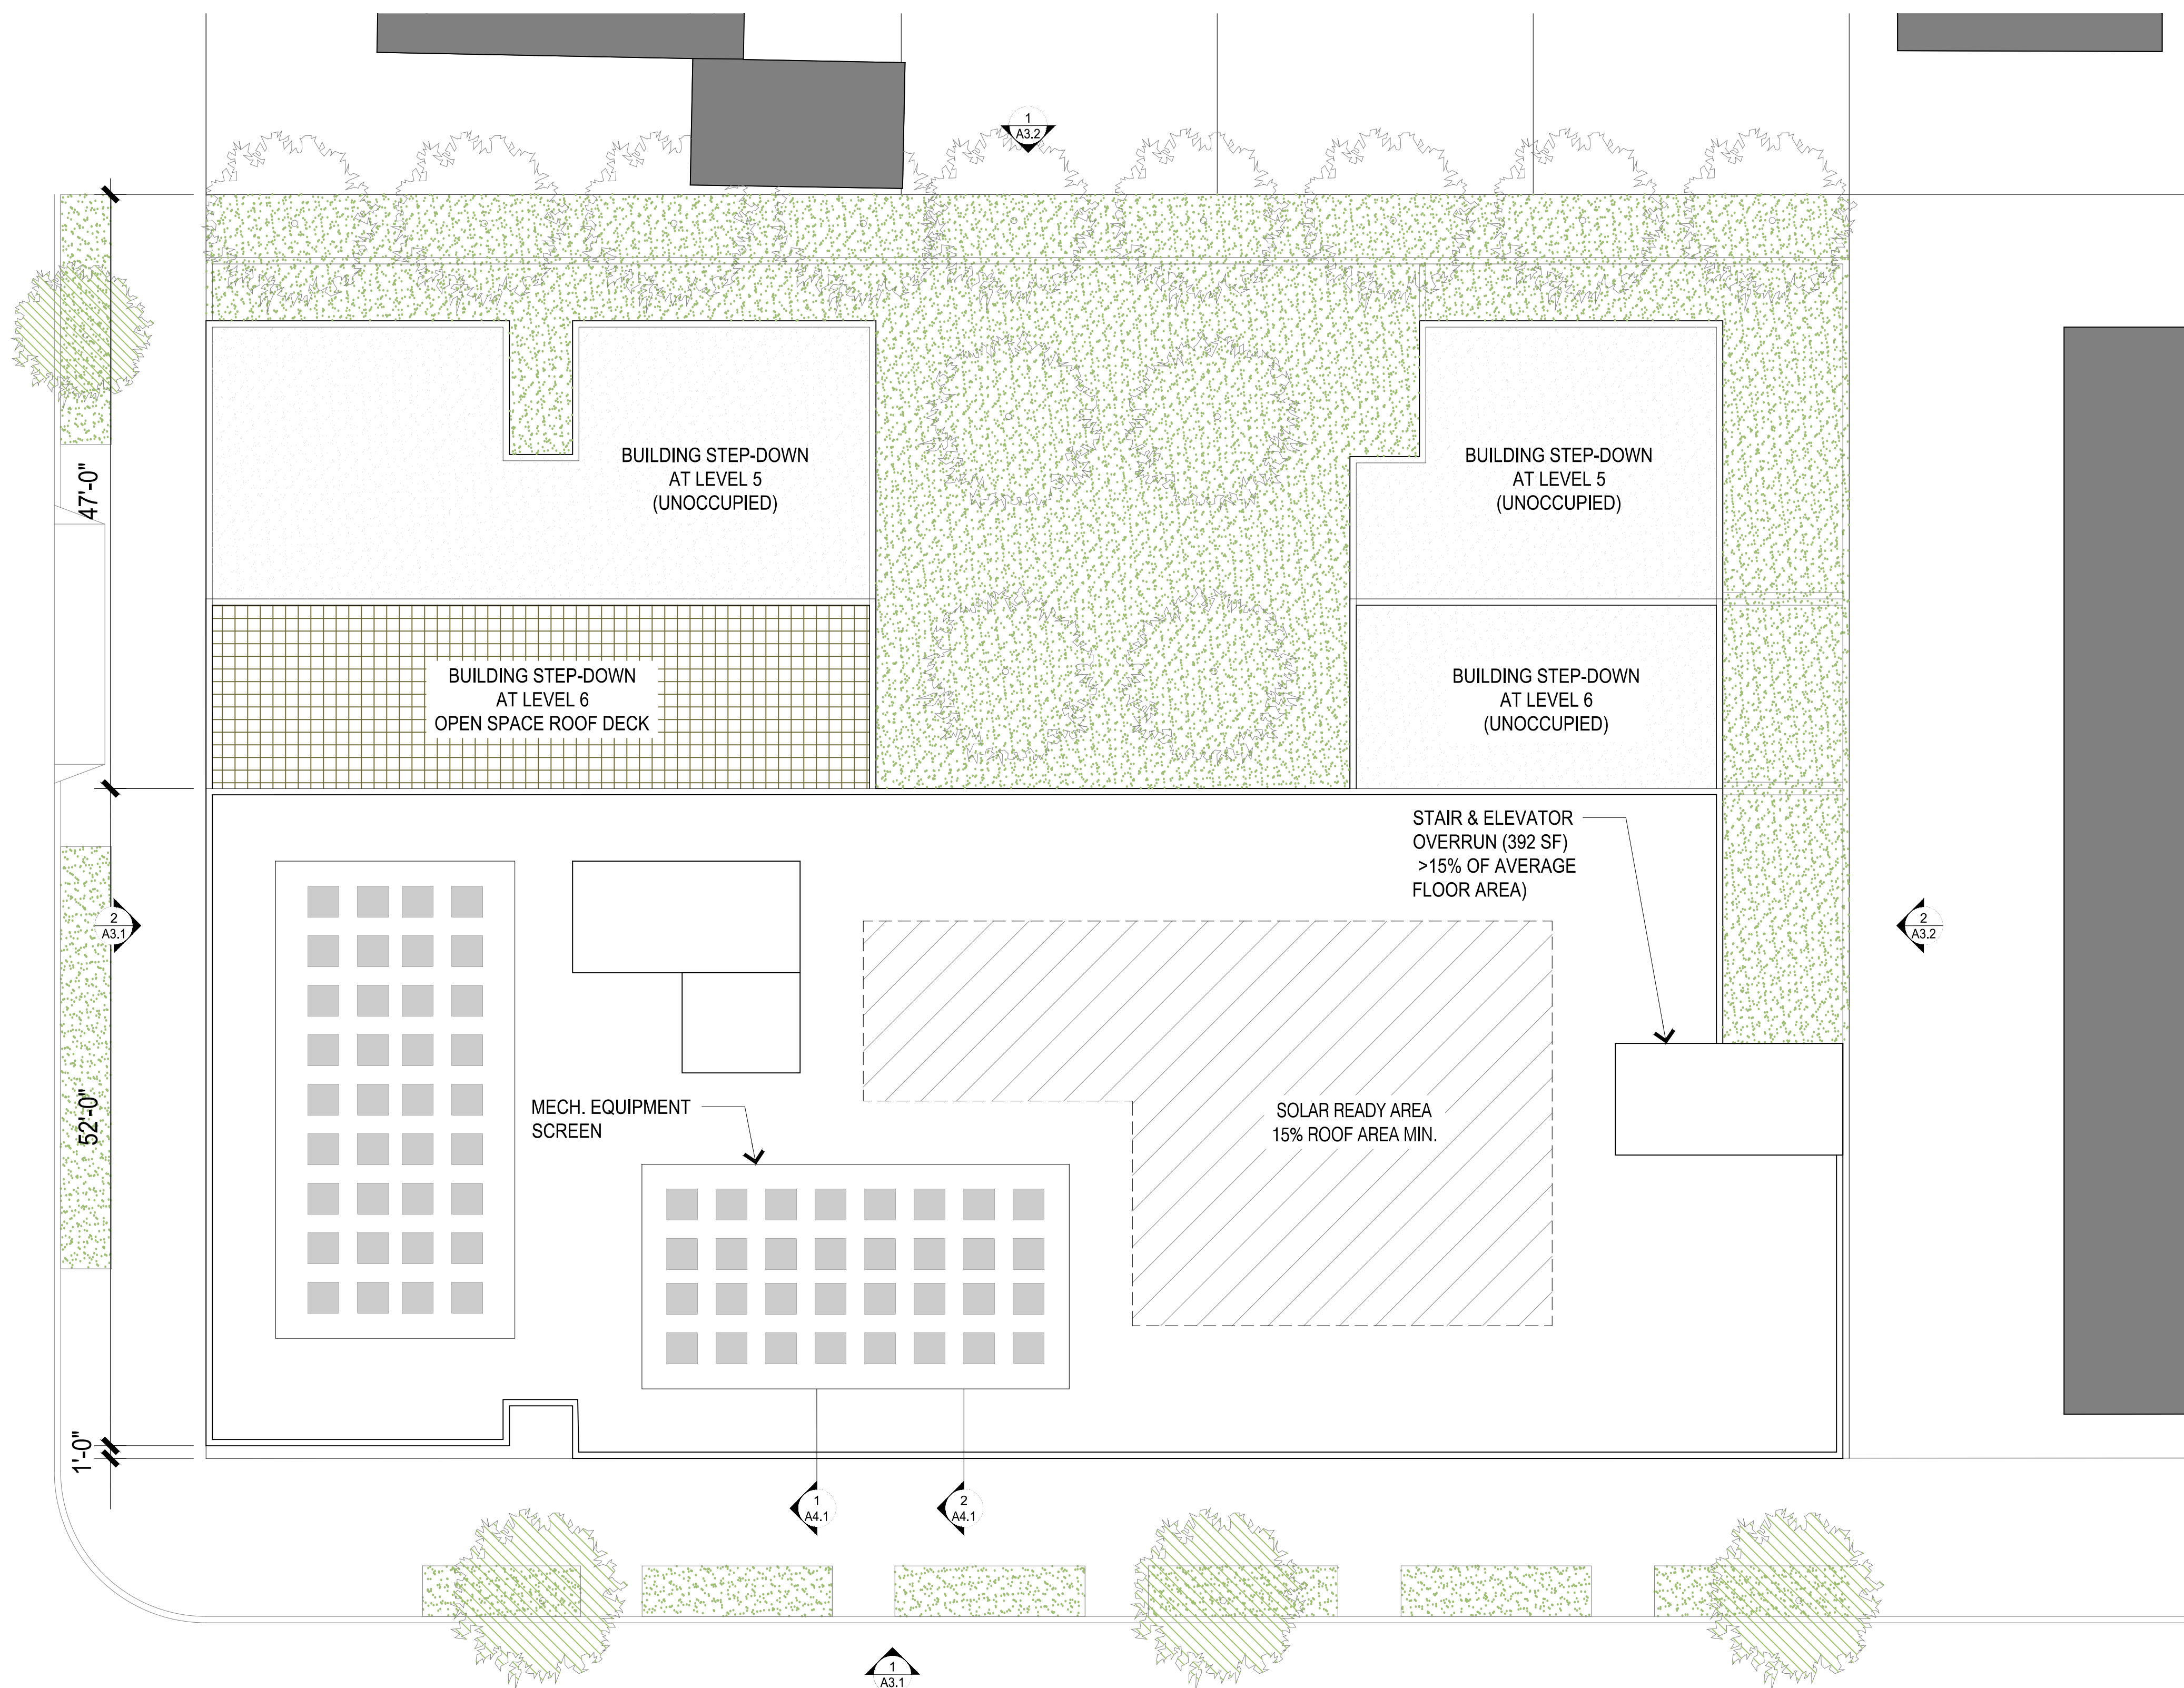 1
A3.2
47'-0"
BUILDING STEP-DOWN
AT LEVEL 5
(UNOCCUPIED)
BUILDING STEP-DOWN
AT LEVEL 5
(UNOCCUPIED)
BUILDING STEP-DOWN
AT LEVEL 6
OPEN SPACE ROOF DECK
BUILDING STEP-DOWN
AT LEVEL 6
(UNOCCUPIED)
STAIR & ELEVATOR
OVERRUN (392 SF)
>15% OF AVERAGE
FLOOR AREA)
2
A3.1
2
A3.2
52'-0"
MECH. EQUIPMENT
SCREEN
SOLAR READY AREA
15% ROOF AREA MIN.
1'-0"
1
A4.1
2
A4.1
1
A3.1